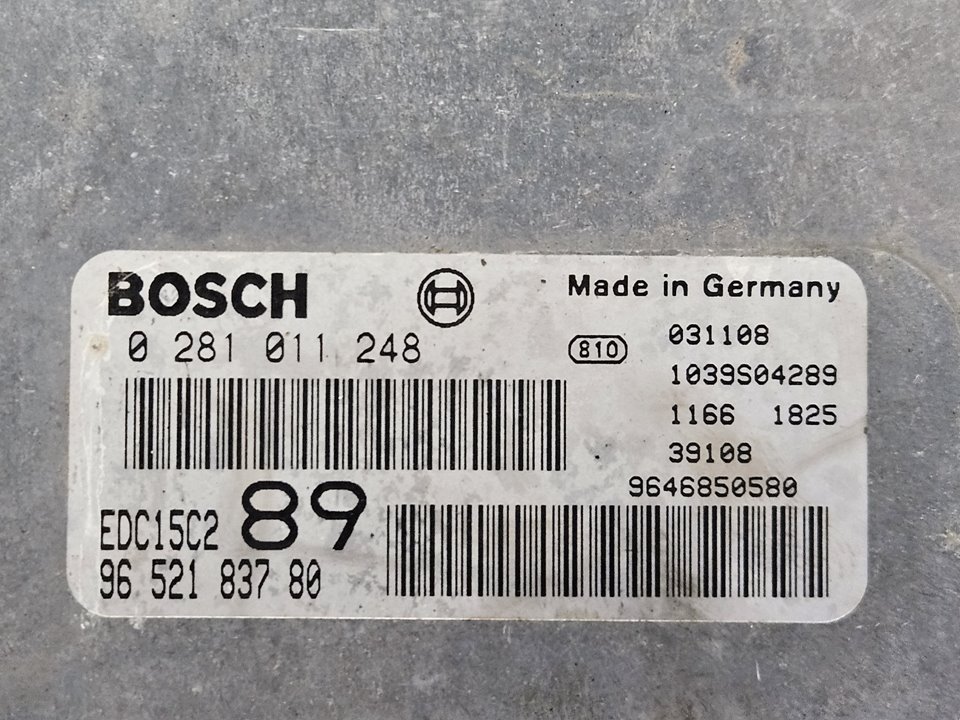 BOSCH
Made in Germany
0 281 011 248
810
031108
1039S04289
1166 1825
39108
9646850580
EDC15C2 89
96 521 837 80